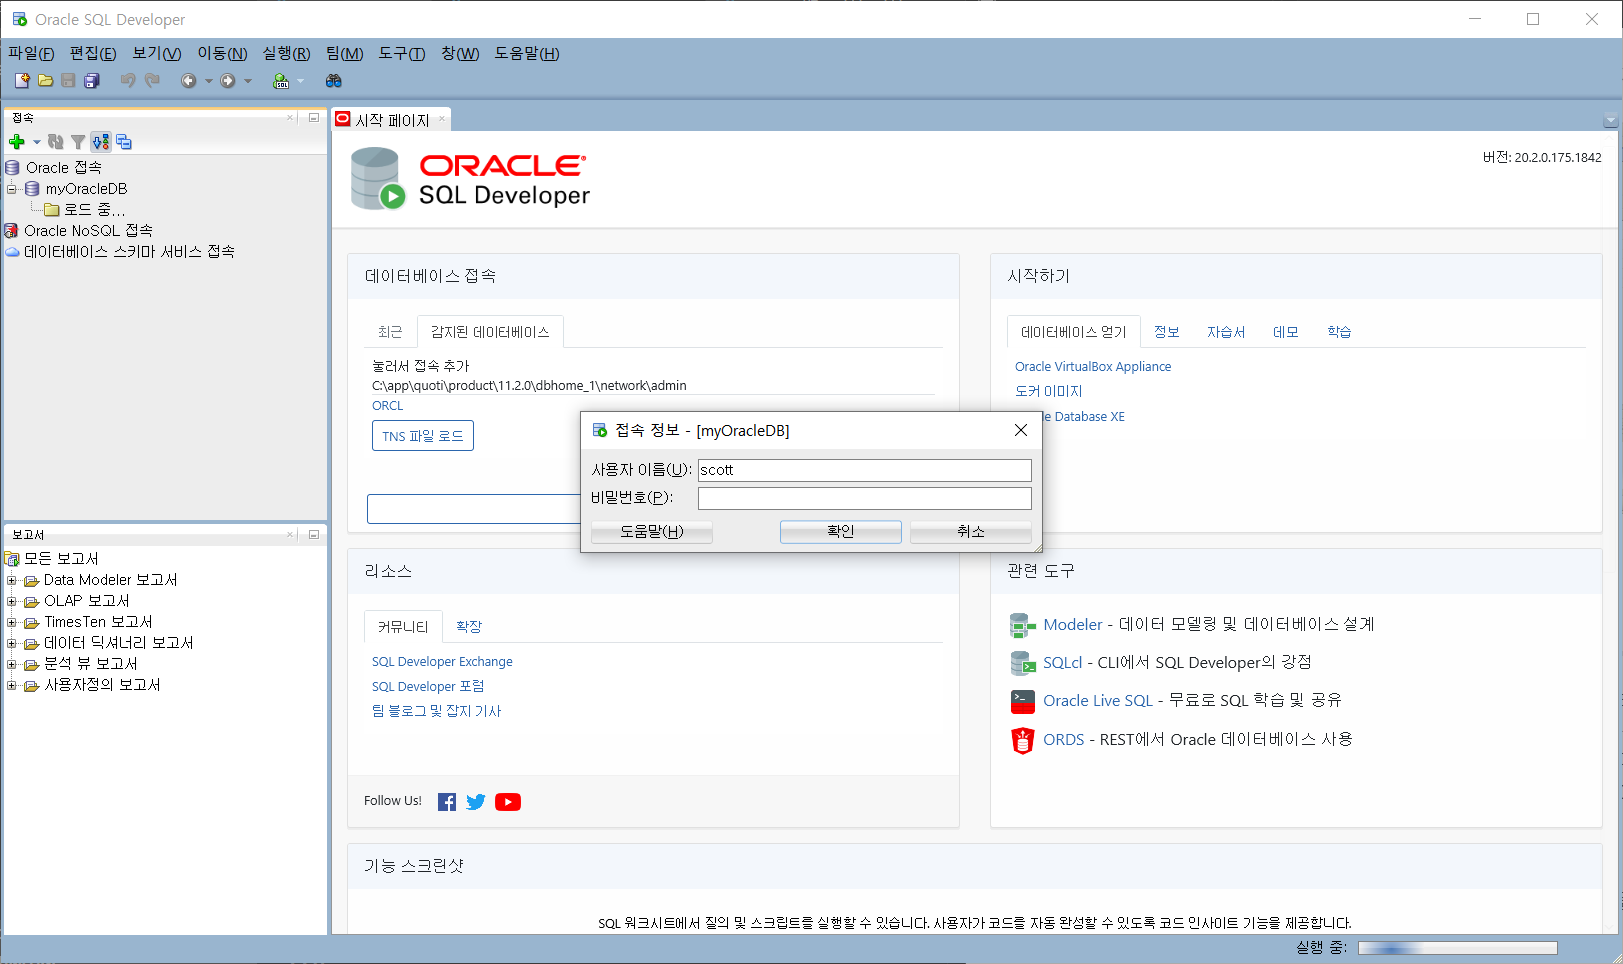 Oracle SQL Developer
파일(F) 편집(E) 보기(V) 이동(N) 실행(R) 팀(M) 도구(T) 창(W) 도움말(H)
접속
Oracle 접속
myOracleDB
로드 중...
Oracle NoSQL 접속
데이터베이스 스키마 서비스 접속
보고서
모든 보고서
Data Modeler 보고서
OLAP 보고서
TimesTen 보고서
데이터 딕셔너리 보고서
분석 뷰 보고서
사용자정의 보고서
시작 페이지
ORACLE
SQL Developer
버전: 20.2.0.175.1842
데이터베이스 접속
최근 감지된 데이터베이스
눌러서 접속 추가
C:\app\quoti\product\11.2.0\dbhome_1\network\admin
ORCL
TNS 파일 로드
시작하기
데이터베이스 얻기 정보 자습서 데모 학습
Oracle VirtualBox Appliance
도커 이미지
le Database XE
접속 정보 - [myOracleDB]
사용자 이름(U): scott
비밀번호(P):
도움말(H) 확인 취소
리소스
커뮤니티 확장
SQL Developer Exchange
SQL Developer 포럼
팀 블로그 및 잡지 기사
Follow Us!
관련 도구
Modeler - 데이터 모델링 및 데이터베이스 설계
SQLcl - CLI에서 SQL Developer의 강점
Oracle Live SQL - 무료로 SQL 학습 및 공유
ORDS - REST에서 Oracle 데이터베이스 사용
기능 스크린샷
SQL 워크시트에서 질의 및 스크립트를 실행할 수 있습니다. 사용자가 코드를 자동 완성할 수 있도록 코드 인사이트 기능을 제공합니다.
실행 중: